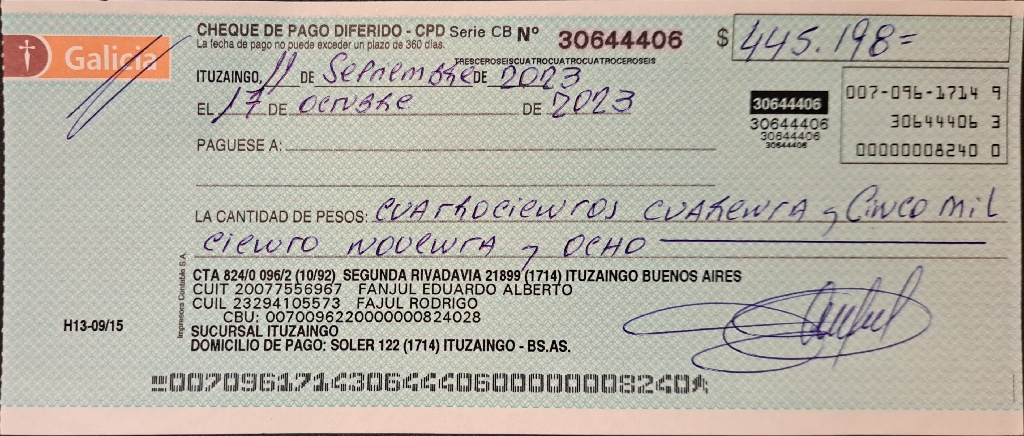 Galicia
CHEQUE DE PAGO DIFERIDO - CPD Serie CB Nº 30644406 $ 445.198=
La fecha de pago no puede exceder un plazo de 360 días.
TRESCEROSEISCUATROCUATROCUATROCEROSEIS
ITUZAINGO, 11 DE Septiembre DE 2023
EL 17 DE octubre DE 2023
30644406
30644406
30644406
30644406
007-096-1714 9
30644406 3
00000008240 0
PAGUESE A:
LA CANTIDAD DE PESOS: cuatrocientos cuarenta y Cinco mil
ciento noventa y ocho
CTA 824/0 096/2 (10/92) SEGUNDA RIVADAVIA 21899 (1714) ITUZAINGO BUENOS AIRES
CUIT 20077556967 FANJUL EDUARDO ALBERTO
CUIL 23294105573 FAJUL RODRIGO
CBU: 0070096220000000824028
SUCURSAL ITUZAINGO
DOMICILIO DE PAGO: SOLER 122 (1714) ITUZAINGO - BS.AS.
H13-09/15
Impresores Contable S.A.